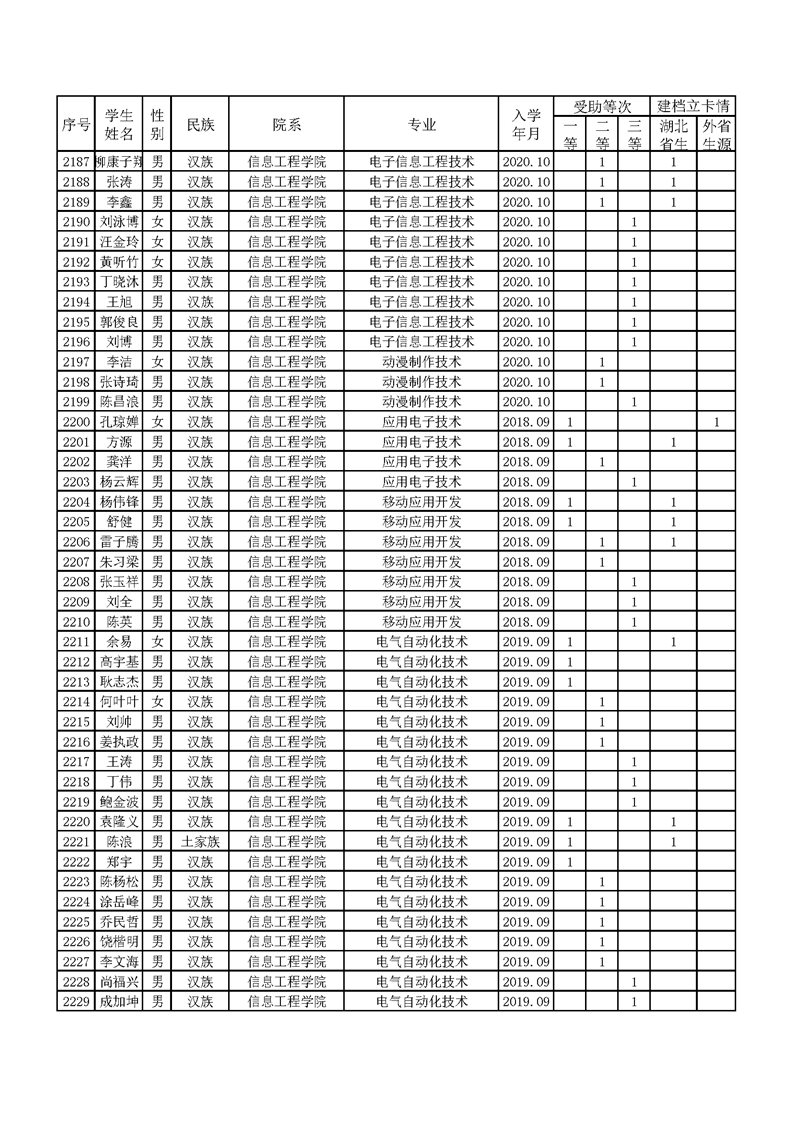 序号 学生姓名 性别 民族 院系 专业 入学年月 受助等次 建档立卡情
一等 二等 三等 湖北省生 外省生源
2187 柳康子翔 男 汉族 信息工程学院 电子信息工程技术 2020.10 1 1
2188 张涛 男 汉族 信息工程学院 电子信息工程技术 2020.10 1 1
2189 李鑫 男 汉族 信息工程学院 电子信息工程技术 2020.10 1 1
2190 刘泳博 女 汉族 信息工程学院 电子信息工程技术 2020.10 1
2191 汪金玲 女 汉族 信息工程学院 电子信息工程技术 2020.10 1
2192 黄听竹 女 汉族 信息工程学院 电子信息工程技术 2020.10 1
2193 丁晓沐 男 汉族 信息工程学院 电子信息工程技术 2020.10 1
2194 王旭 男 汉族 信息工程学院 电子信息工程技术 2020.10 1
2195 郭俊良 男 汉族 信息工程学院 电子信息工程技术 2020.10 1
2196 刘博 男 汉族 信息工程学院 电子信息工程技术 2020.10 1
2197 李洁 女 汉族 信息工程学院 动漫制作技术 2020.10 1
2198 张诗琦 男 汉族 信息工程学院 动漫制作技术 2020.10 1
2199 陈昌浪 男 汉族 信息工程学院 动漫制作技术 2020.10 1
2200 孔琼婵 女 汉族 信息工程学院 应用电子技术 2018.09 1 1
2201 方源 男 汉族 信息工程学院 应用电子技术 2018.09 1 1
2202 龚洋 男 汉族 信息工程学院 应用电子技术 2018.09 1
2203 杨云辉 男 汉族 信息工程学院 应用电子技术 2018.09 1
2204 杨伟锋 男 汉族 信息工程学院 移动应用开发 2018.09 1 1
2205 舒健 男 汉族 信息工程学院 移动应用开发 2018.09 1 1
2206 雷子腾 男 汉族 信息工程学院 移动应用开发 2018.09 1 1
2207 朱习梁 男 汉族 信息工程学院 移动应用开发 2018.09 1
2208 张玉祥 男 汉族 信息工程学院 移动应用开发 2018.09 1
2209 刘全 男 汉族 信息工程学院 移动应用开发 2018.09 1
2210 陈英 男 汉族 信息工程学院 移动应用开发 2018.09 1
2211 余易 女 汉族 信息工程学院 电气自动化技术 2019.09 1 1
2212 高宇基 男 汉族 信息工程学院 电气自动化技术 2019.09 1
2213 耿志杰 男 汉族 信息工程学院 电气自动化技术 2019.09 1
2214 何叶叶 女 汉族 信息工程学院 电气自动化技术 2019.09 1
2215 刘帅 男 汉族 信息工程学院 电气自动化技术 2019.09 1
2216 姜执政 男 汉族 信息工程学院 电气自动化技术 2019.09 1
2217 王涛 男 汉族 信息工程学院 电气自动化技术 2019.09 1
2218 丁伟 男 汉族 信息工程学院 电气自动化技术 2019.09 1
2219 鲍金波 男 汉族 信息工程学院 电气自动化技术 2019.09 1
2220 袁隆义 男 汉族 信息工程学院 电气自动化技术 2019.09 1 1
2221 陈浪 男 土家族 信息工程学院 电气自动化技术 2019.09 1 1
2222 郑宇 男 汉族 信息工程学院 电气自动化技术 2019.09 1
2223 陈杨松 男 汉族 信息工程学院 电气自动化技术 2019.09 1
2224 涂岳峰 男 汉族 信息工程学院 电气自动化技术 2019.09 1
2225 乔民哲 男 汉族 信息工程学院 电气自动化技术 2019.09 1
2226 饶楷明 男 汉族 信息工程学院 电气自动化技术 2019.09 1
2227 李文海 男 汉族 信息工程学院 电气自动化技术 2019.09 1
2228 尚福兴 男 汉族 信息工程学院 电气自动化技术 2019.09 1
2229 成加坤 男 汉族 信息工程学院 电气自动化技术 2019.09 1